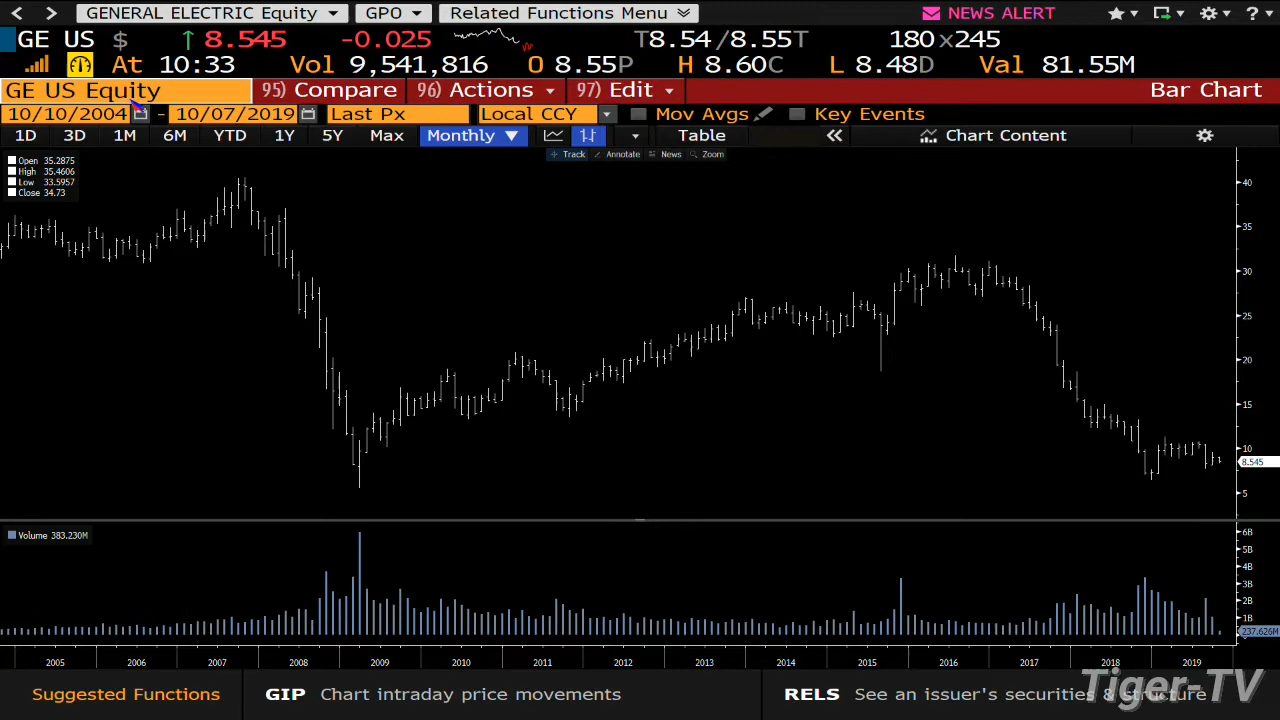 GENERAL ELECTRIC Equity GPO Related Functions Menu NEWS ALERT ?
GE US $ ↑ 8.545 -0.025 T8.54/8.55T 180x245
At 10:33 Vol 9,541,816 O 8.55P H 8.60C L 8.48D Val 81.55M
GE US Equity 95) Compare 96) Actions 97) Edit Bar Chart
10/10/2004 - 10/07/2019 Last Px Local CCY Mov Avgs Key Events
1D 3D 1M 6M YTD 1Y 5Y Max Monthly ▼ Table « Chart Content
Track Annotate News Zoom
Open 35.2875
High 35.4606
Low 33.5957
Close 34.73
40
35
30
25
20
15
10
8.545
5
Volume 383.230M
6B
5B
4B
3B
2B
1B
237.626M
2005 2006 2007 2008 2009 2010 2011 2012 2013 2014 2015 2016 2017 2018 2019
Suggested Functions GIP Chart intraday price movements RELS See an issuer's securities & structure
Tiger-TV